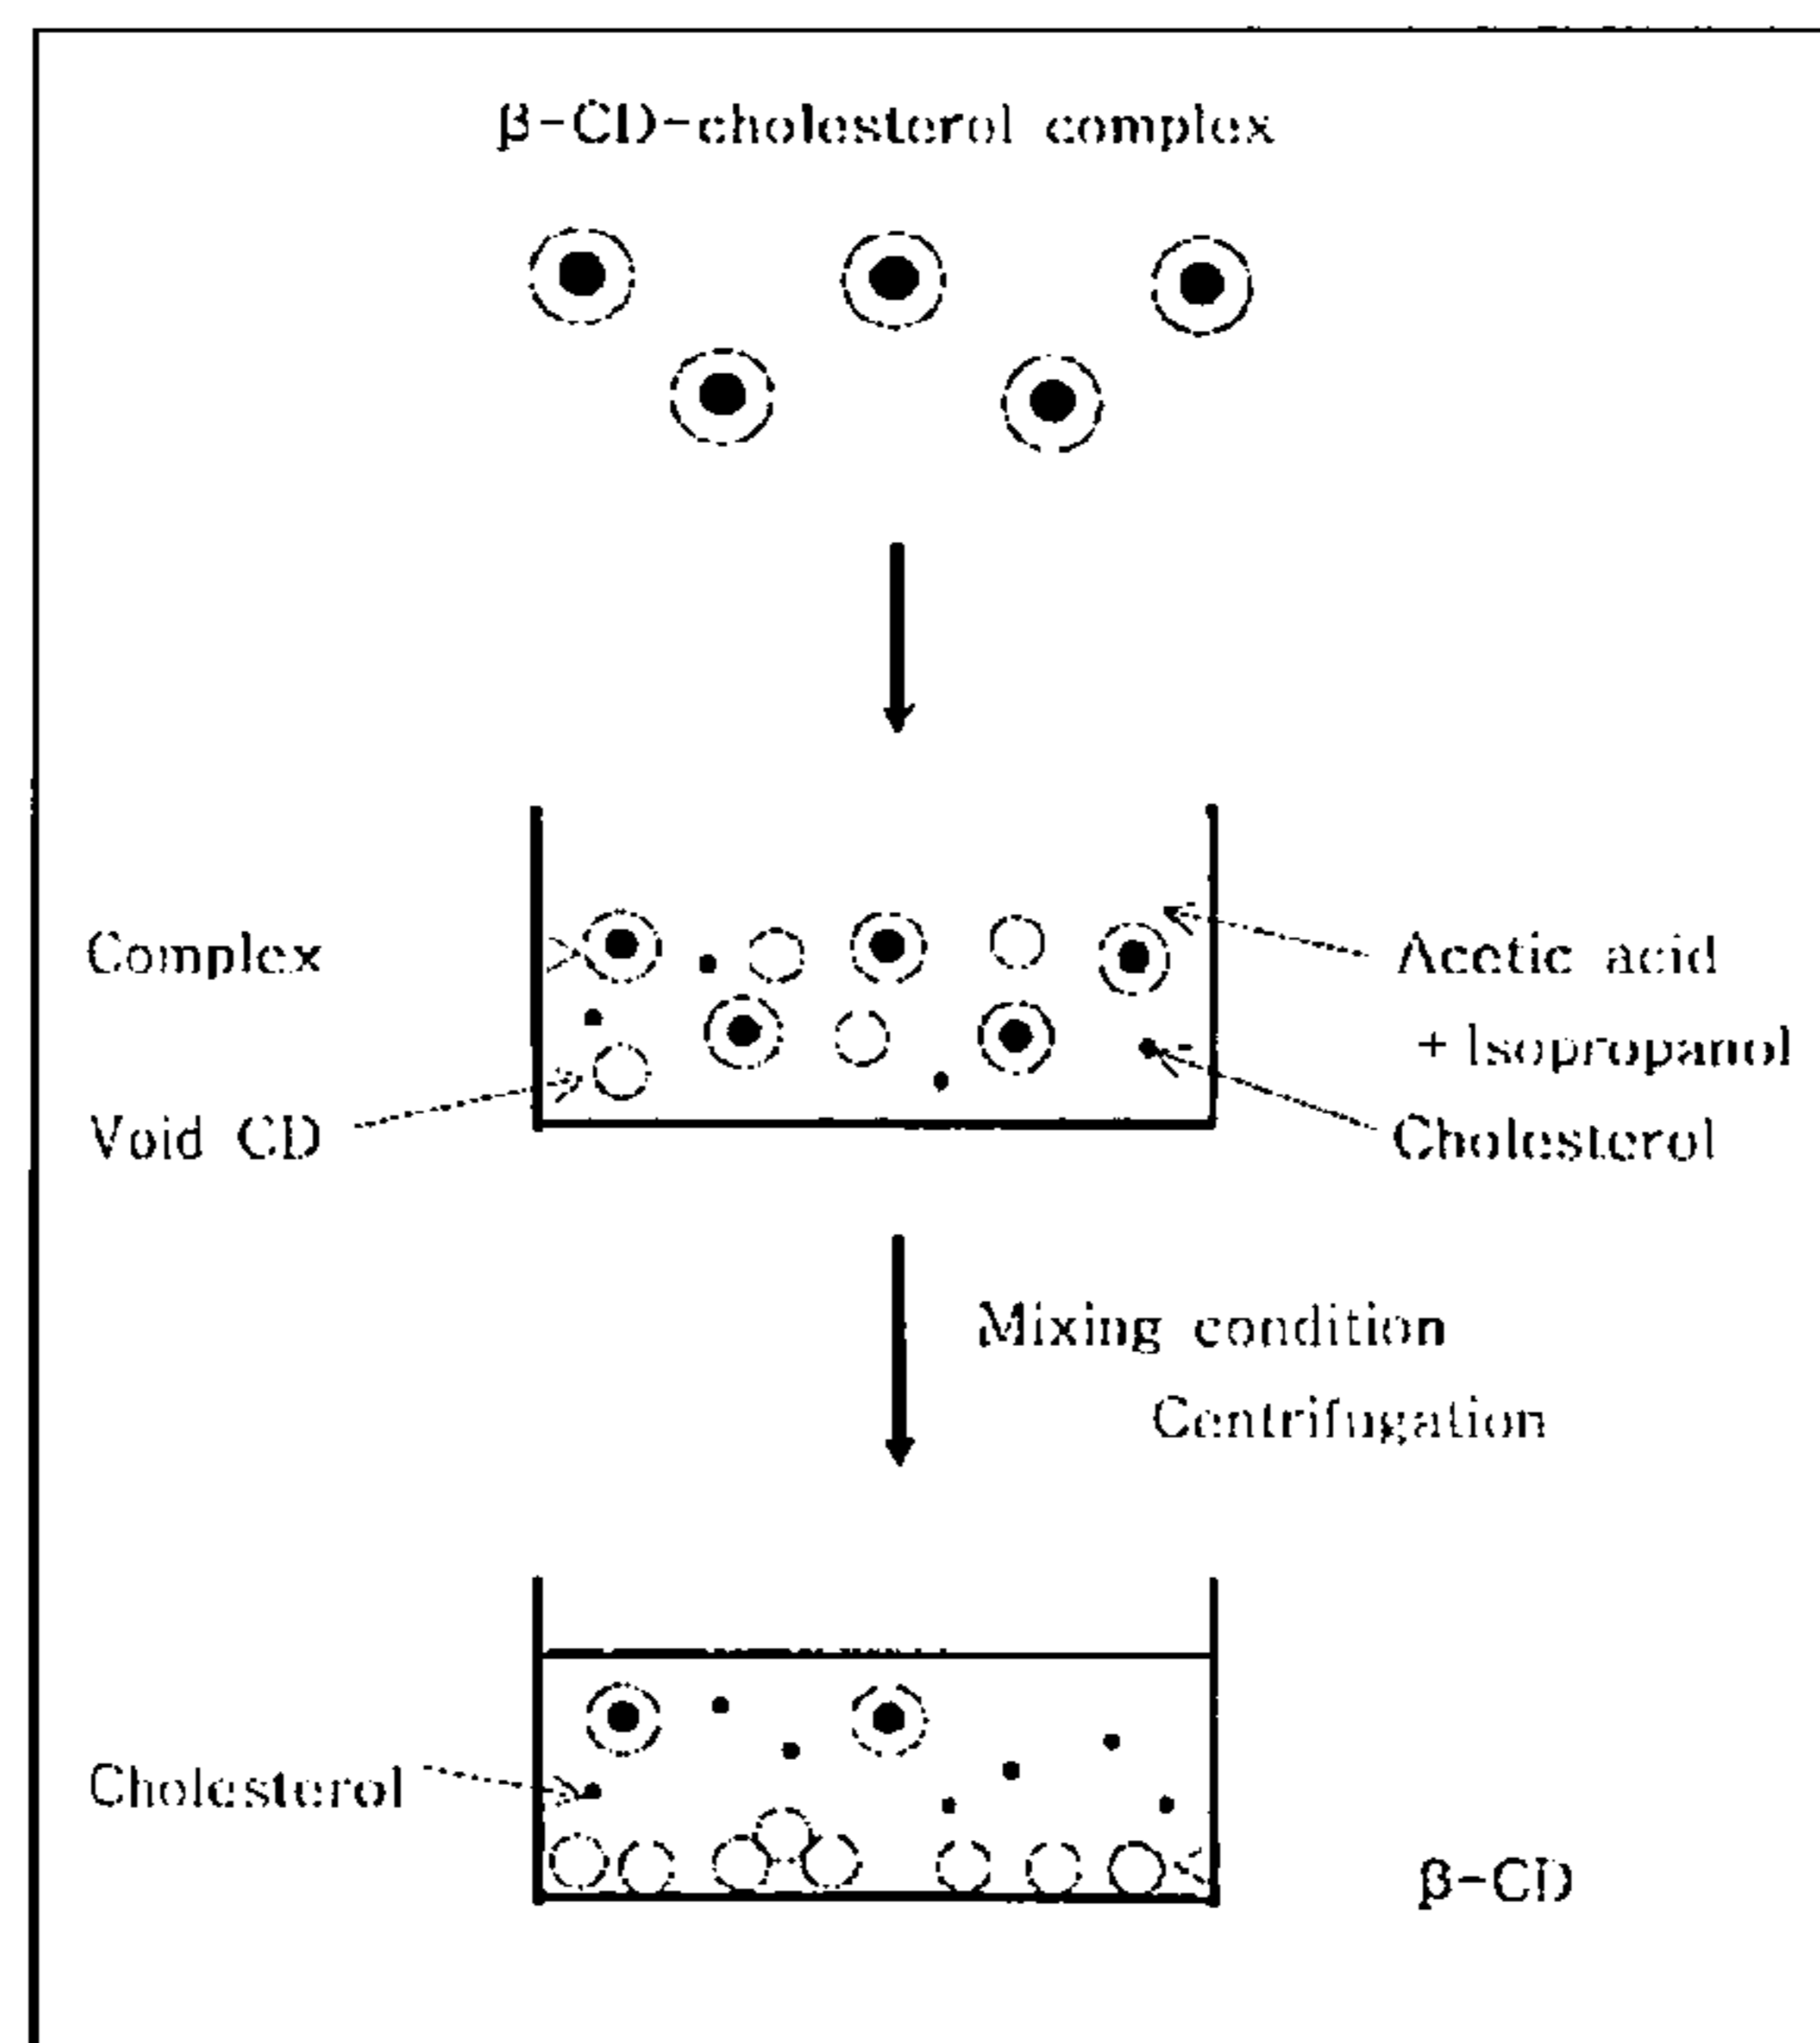 β-CD-cholesterol complex
Complex
Acetic acid
+ Isopropanol
Void CD
Cholesterol
Mixing condition
Centrifugation
Cholesterol
β-CD